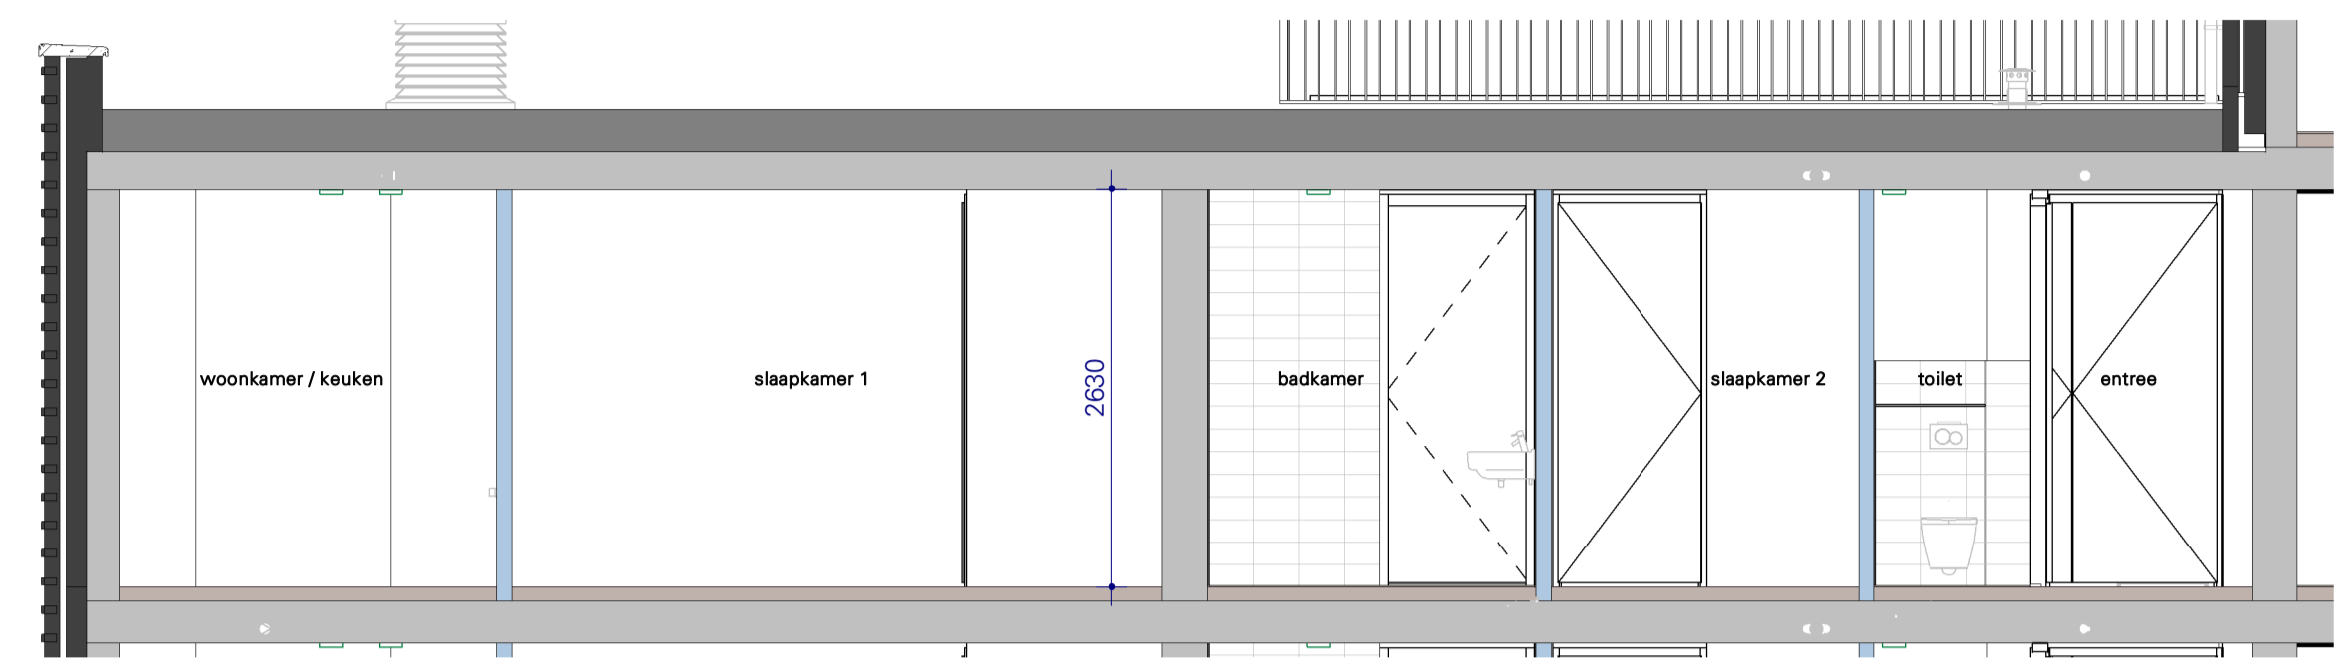 woonkamer / keuken
slaapkamer 1
2630
badkamer
slaapkamer 2
toilet
entree